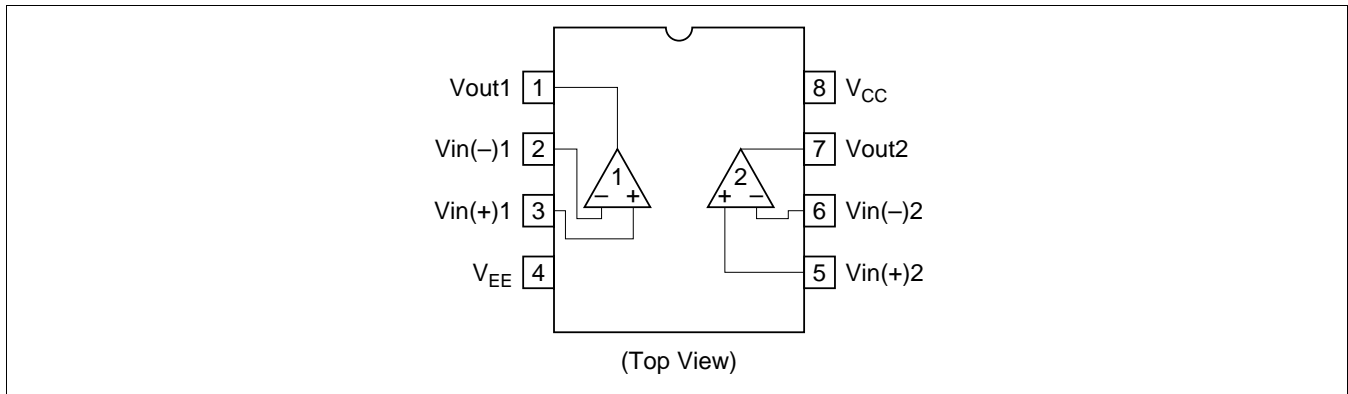 Vout1 1
Vin(–)1 2
Vin(+)1 3
VEE 4
8 VCC
7 Vout2
6 Vin(–)2
5 Vin(+)2
1
– +
2
+ –
(Top View)